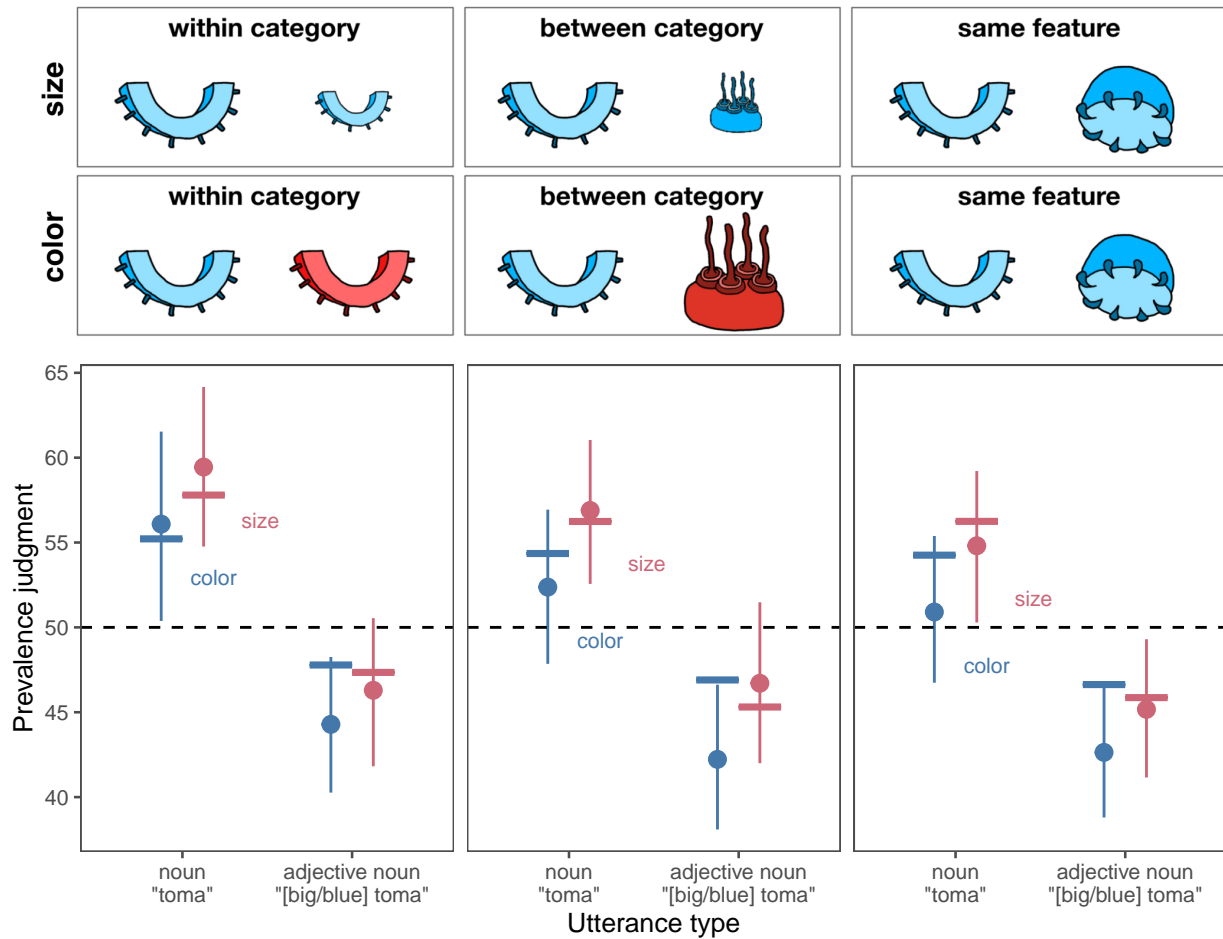 within category
between category
same feature
size
within category
between category
same feature
color
65
60
55
50
45
40
Prevalence judgment
size
color
size
color
size
color
noun
"toma"
adjective noun
"[big/blue] toma"
noun
"toma"
adjective noun
"[big/blue] toma"
noun
"toma"
adjective noun
"[big/blue] toma"
Utterance type